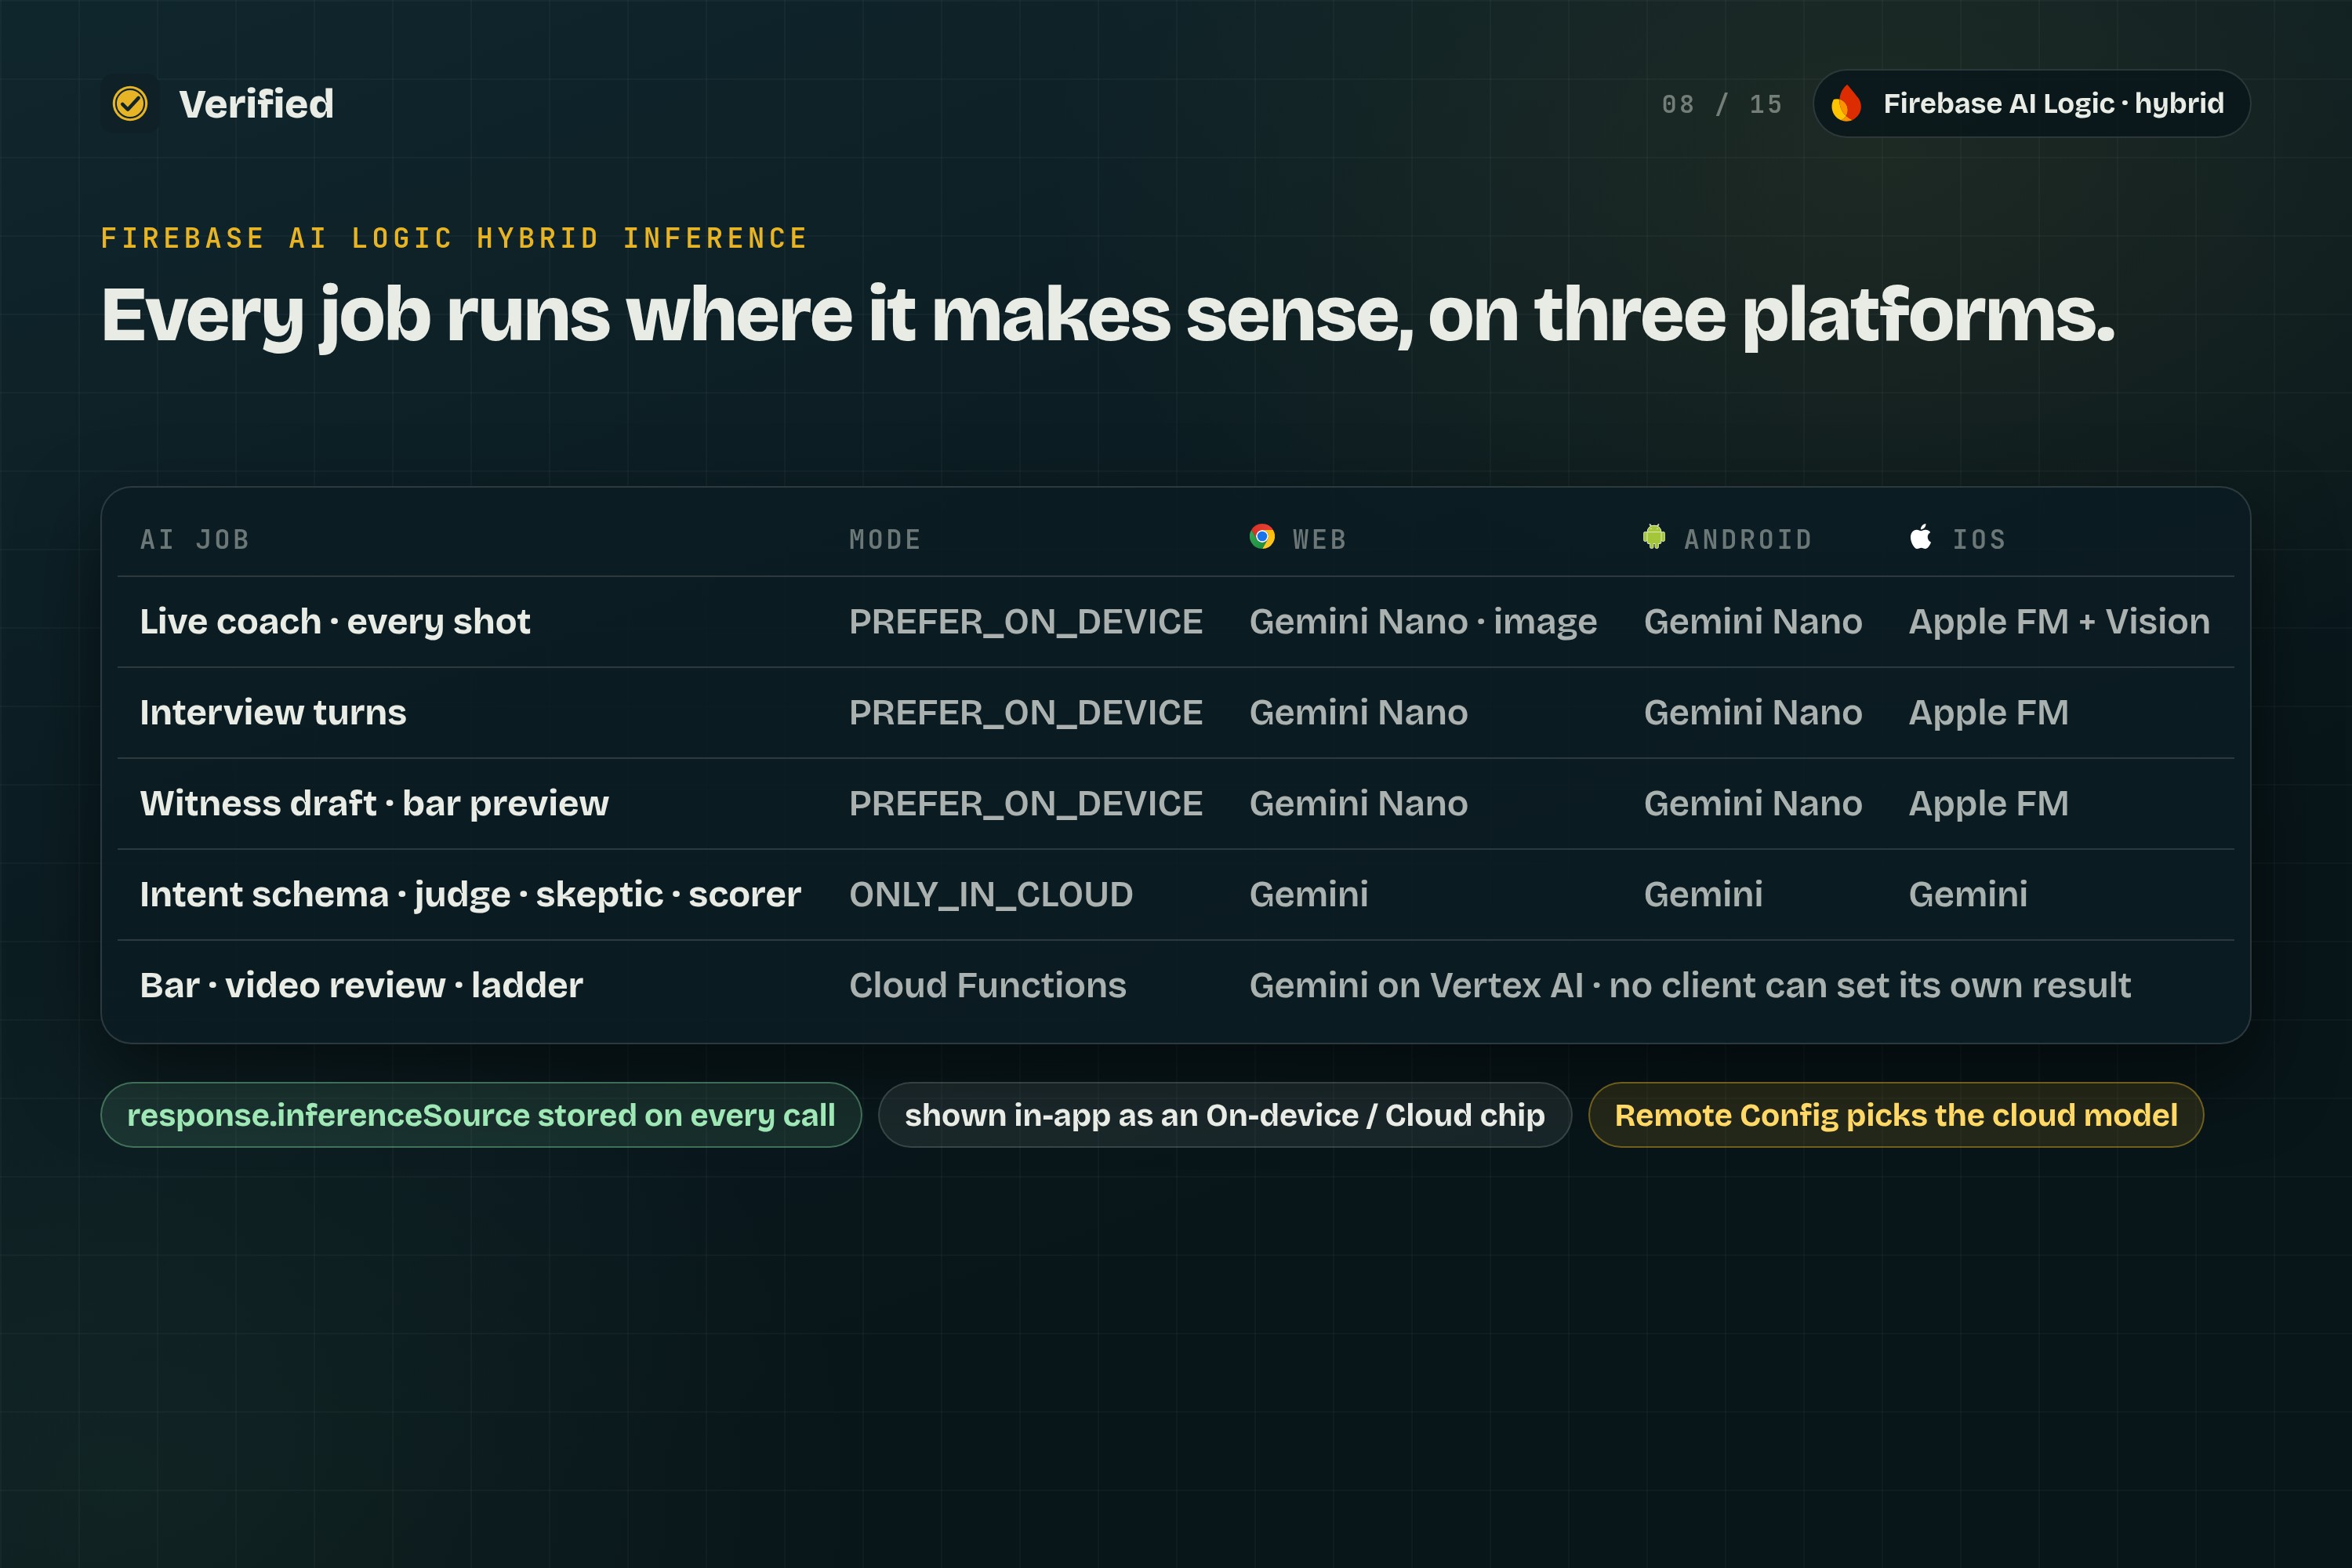 Verified
08 / 15
Firebase AI Logic · hybrid
FIREBASE AI LOGIC HYBRID INFERENCE
Every job runs where it makes sense, on three platforms.
AI JOB MODE WEB ANDROID IOS
Live coach · every shot PREFER_ON_DEVICE Gemini Nano · image Gemini Nano Apple FM + Vision
Interview turns PREFER_ON_DEVICE Gemini Nano Gemini Nano Apple FM
Witness draft · bar preview PREFER_ON_DEVICE Gemini Nano Gemini Nano Apple FM
Intent schema · judge · skeptic · scorer ONLY_IN_CLOUD Gemini Gemini Gemini
Bar · video review · ladder Cloud Functions Gemini on Vertex AI · no client can set its own result
response.inferenceSource stored on every call
shown in-app as an On-device / Cloud chip
Remote Config picks the cloud model